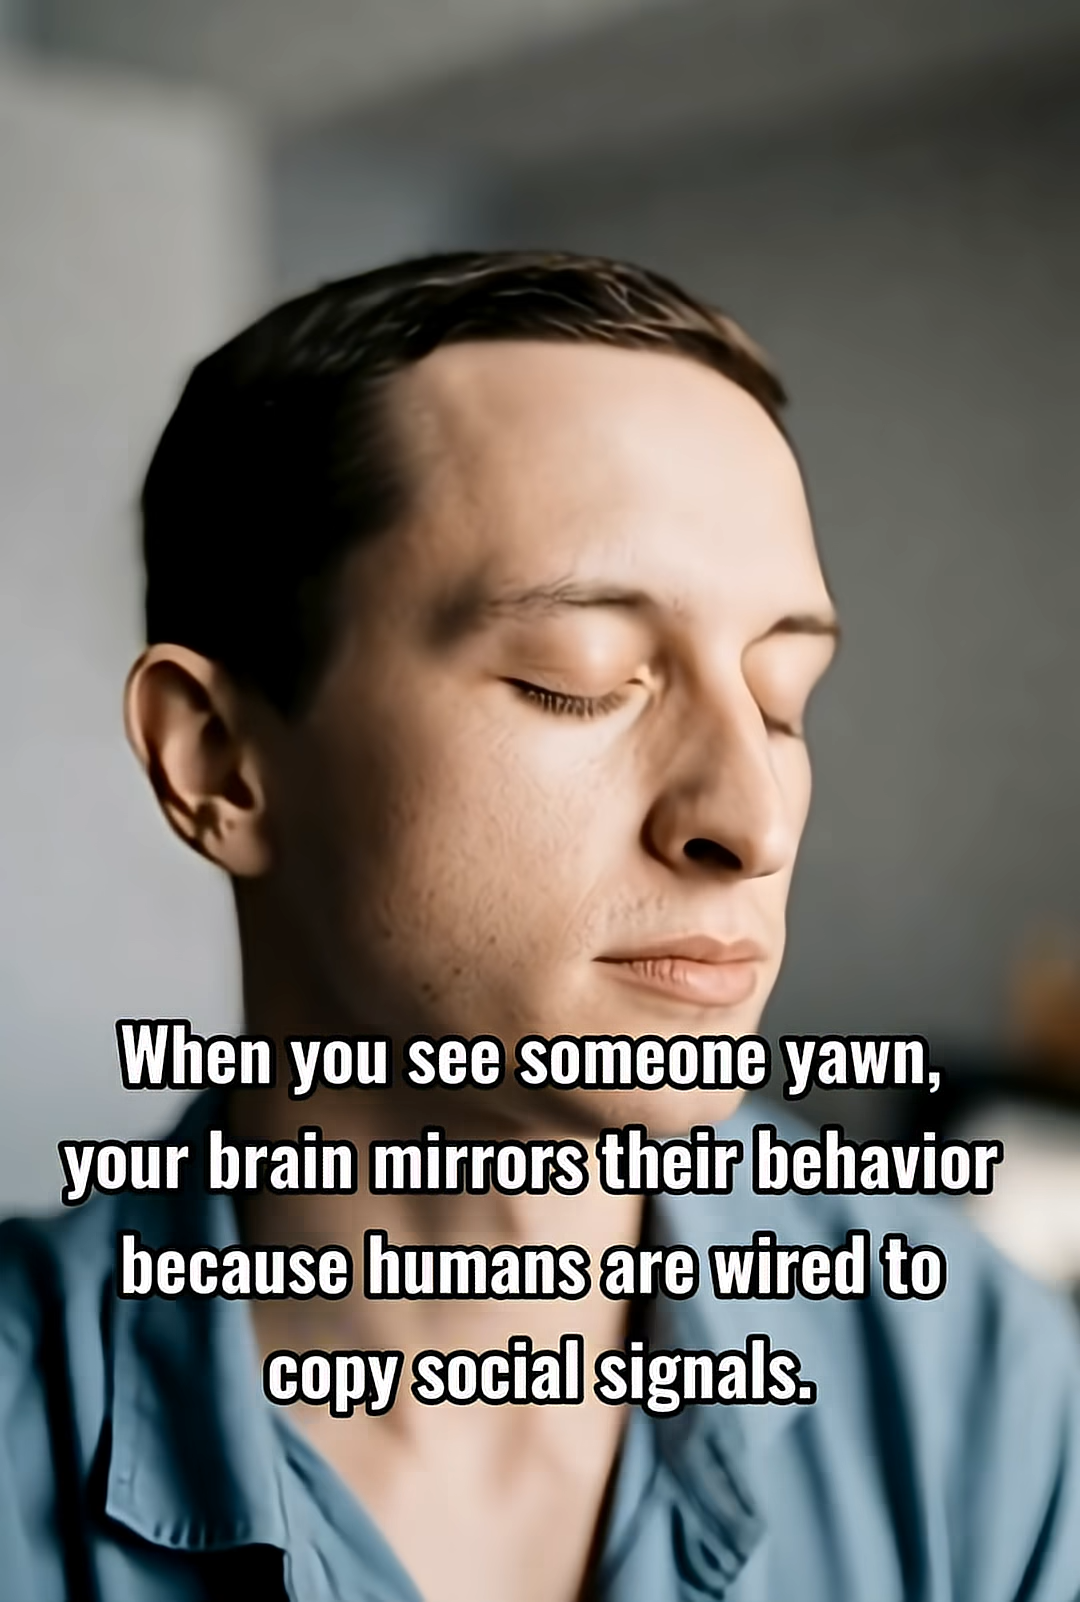 When you see someone yawn,
your brain mirrors their behavior
because humans are wired to
copy social signals.